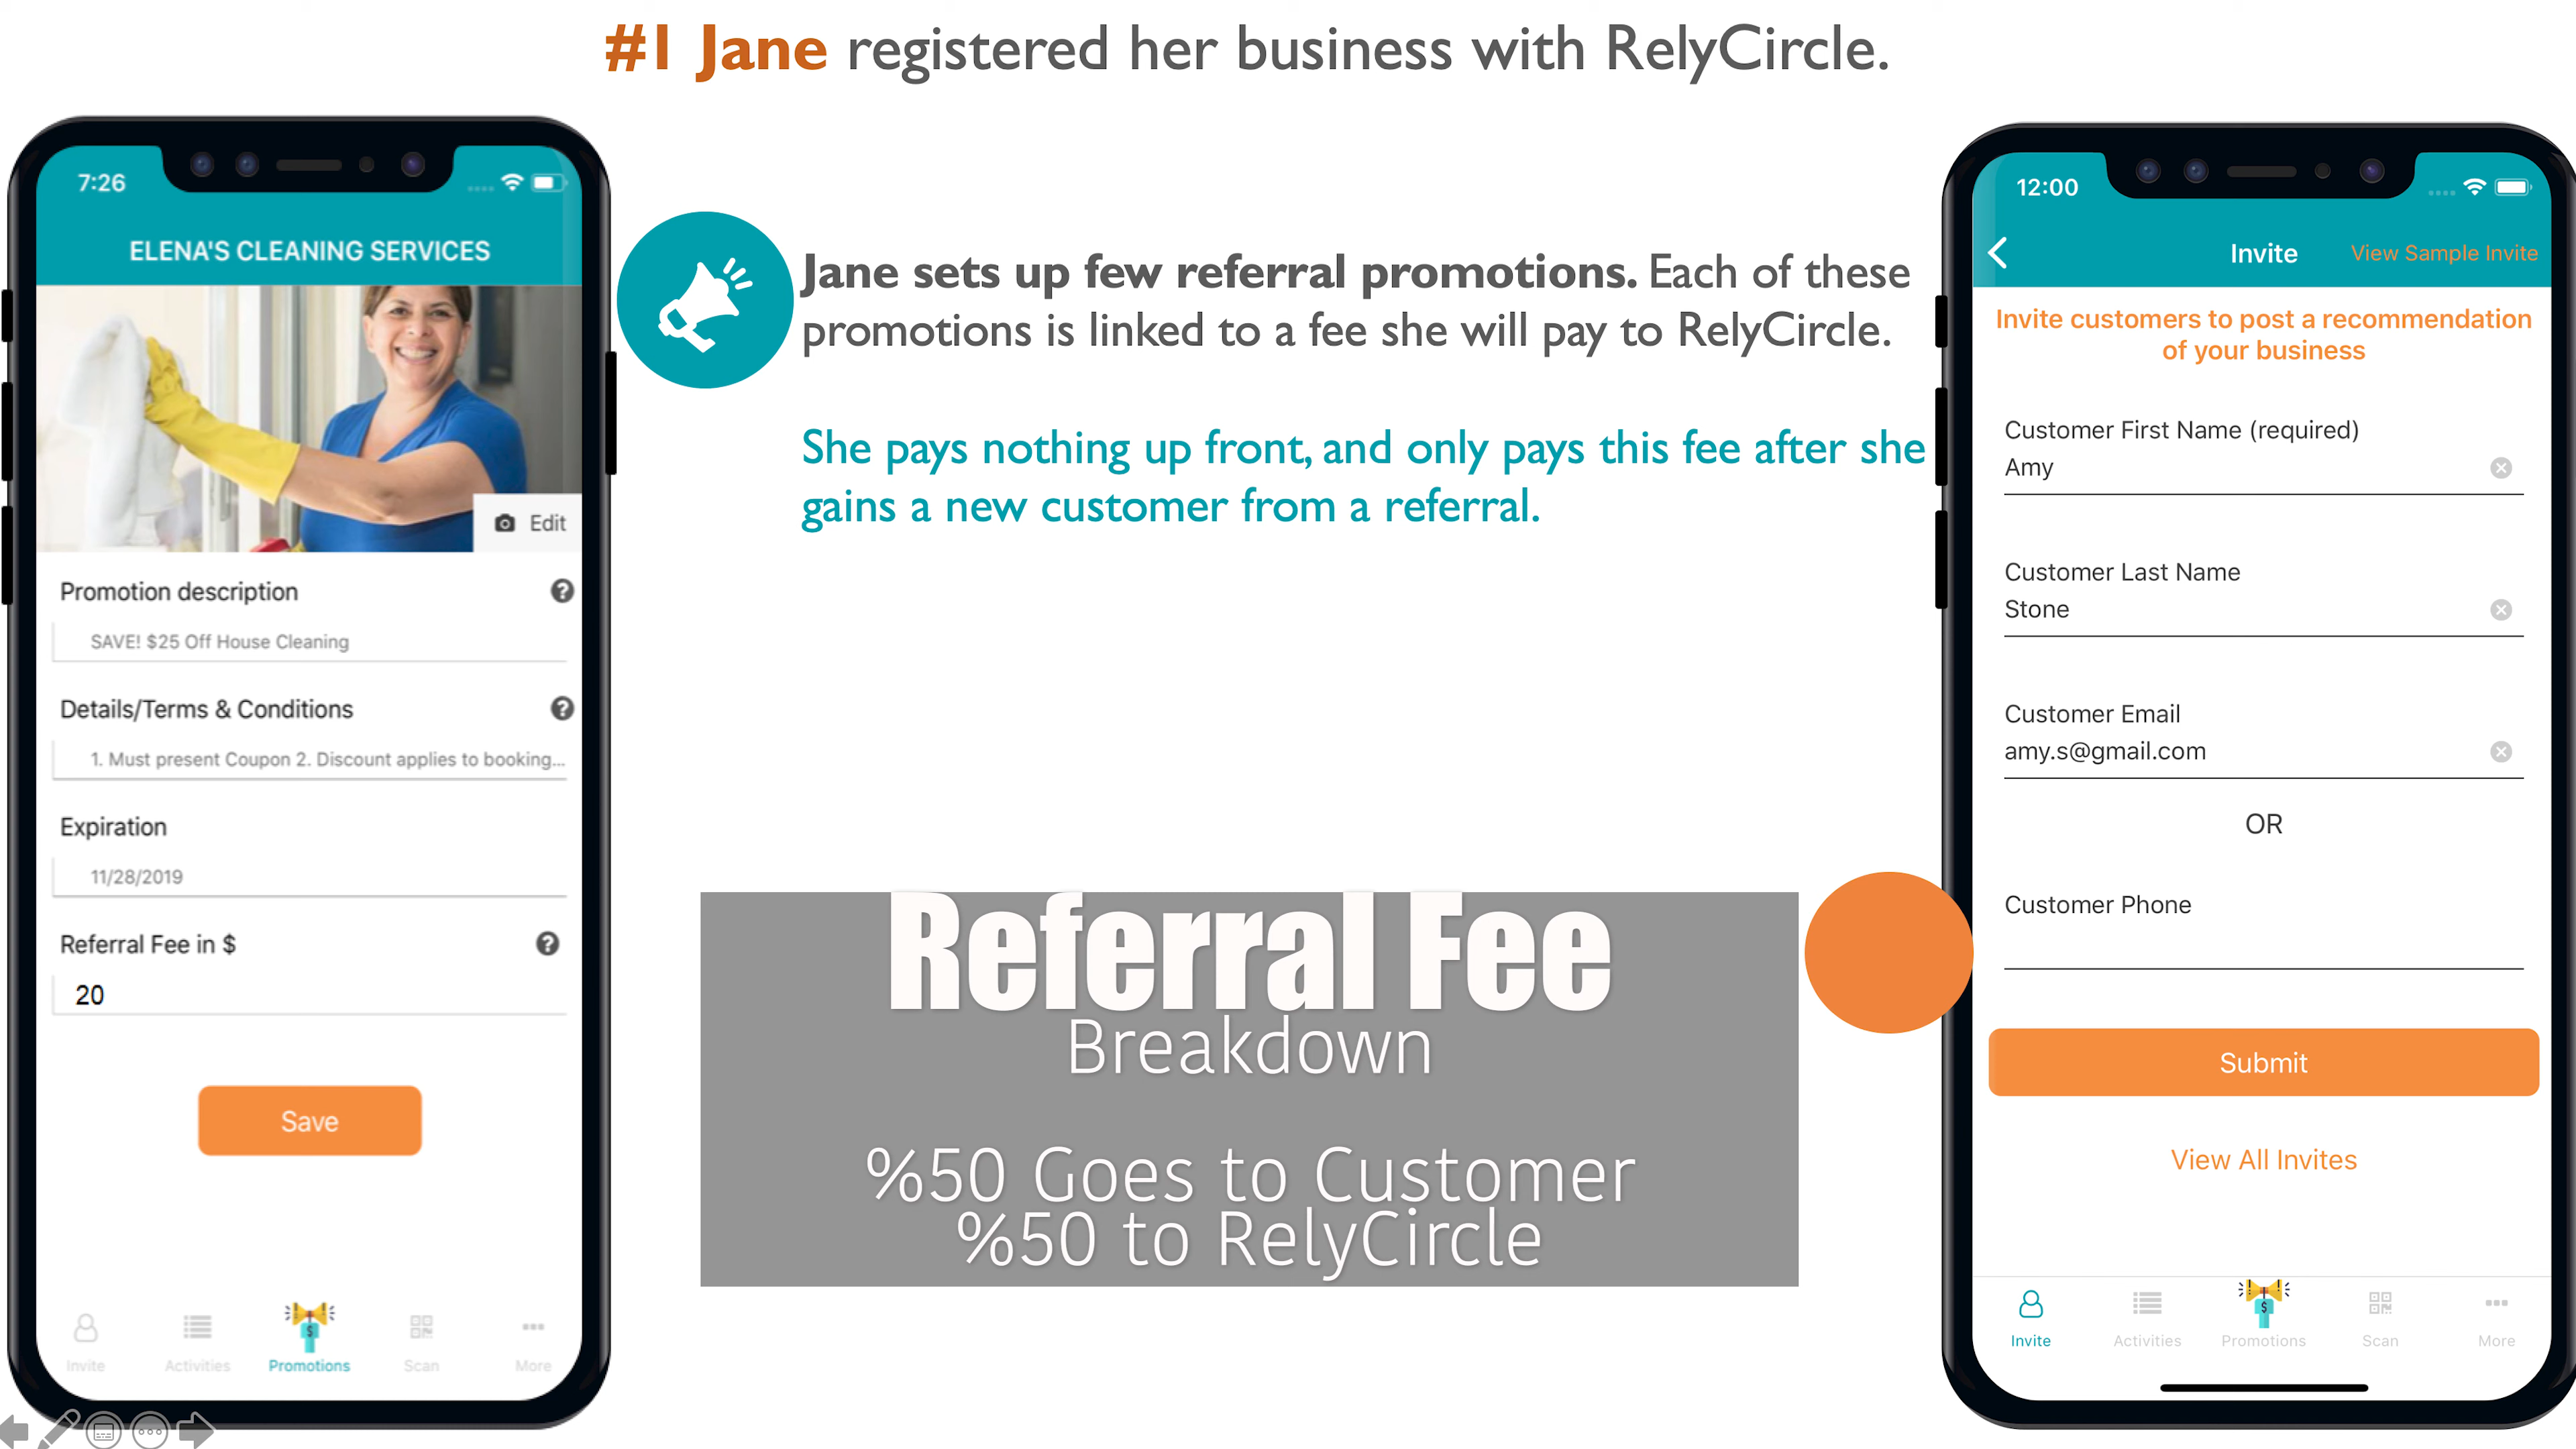 #1 Jane registered her business with RelyCircle.
7:26
ELENA'S CLEANING SERVICES
Edit
Promotion description
SAVE! $25 Off House Cleaning
Details/Terms & Conditions
1. Must present Coupon 2. Discount applies to booking...
Expiration
11/28/2019
Referral Fee in $
20
Save
Invite
Activities
Promotions
Scan
More
Jane sets up few referral promotions. Each of these
promotions is linked to a fee she will pay to RelyCircle.
She pays nothing up front, and only pays this fee after she
gains a new customer from a referral.
Referral Fee
Breakdown
%50 Goes to Customer
%50 to RelyCircle
12:00
Invite
View Sample Invite
Invite customers to post a recommendation
of your business
Customer First Name (required)
Amy
Customer Last Name
Stone
Customer Email
amy.s@gmail.com
OR
Customer Phone
Submit
View All Invites
Invite
Activities
Promotions
Scan
More